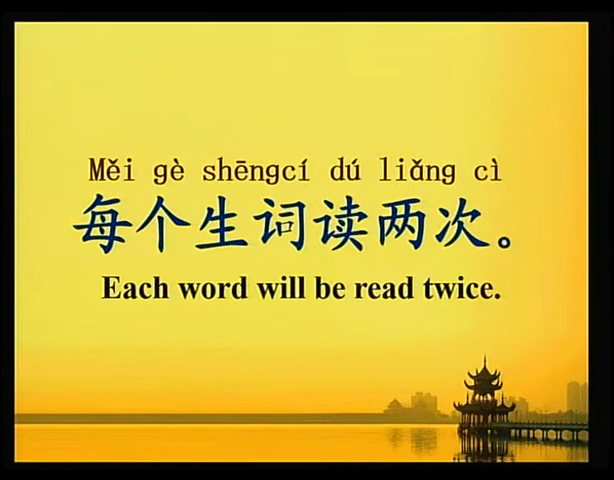 Měi gè shēngcí dú liǎng cì
每个生词读两次。
Each word will be read twice.